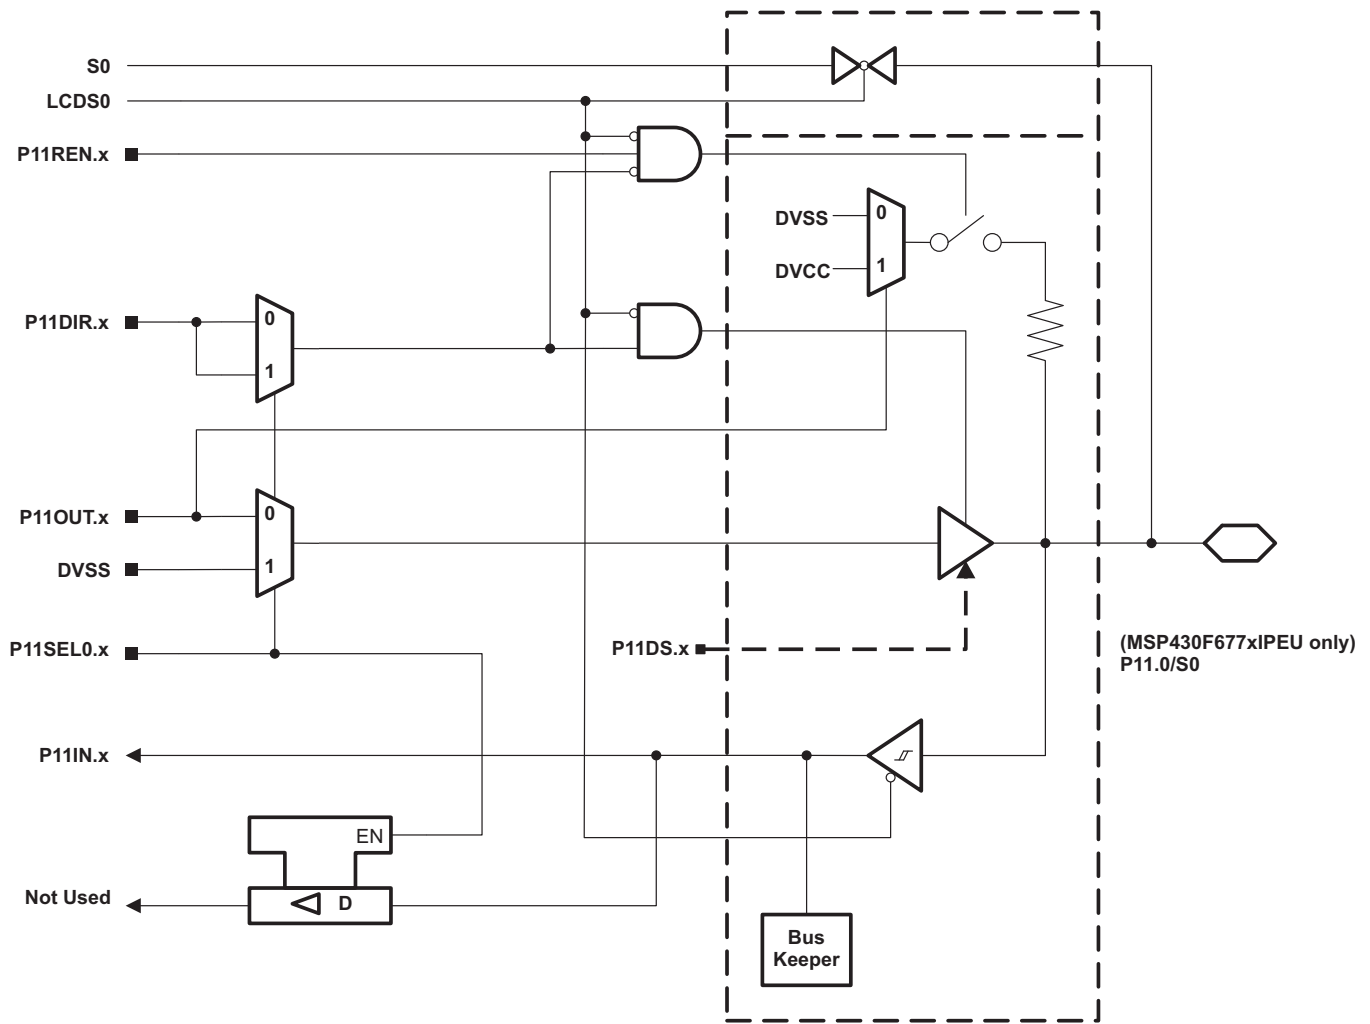 S0
LCDS0
P11REN.x
DVSS
0
DVCC
1
P11DIR.x
0
1
P11OUT.x
0
DVSS
1
P11SEL0.x
P11DS.x
(MSP430F677xIPEU only)
P11.0/S0
P11IN.x
EN
Not Used
D
Bus
Keeper